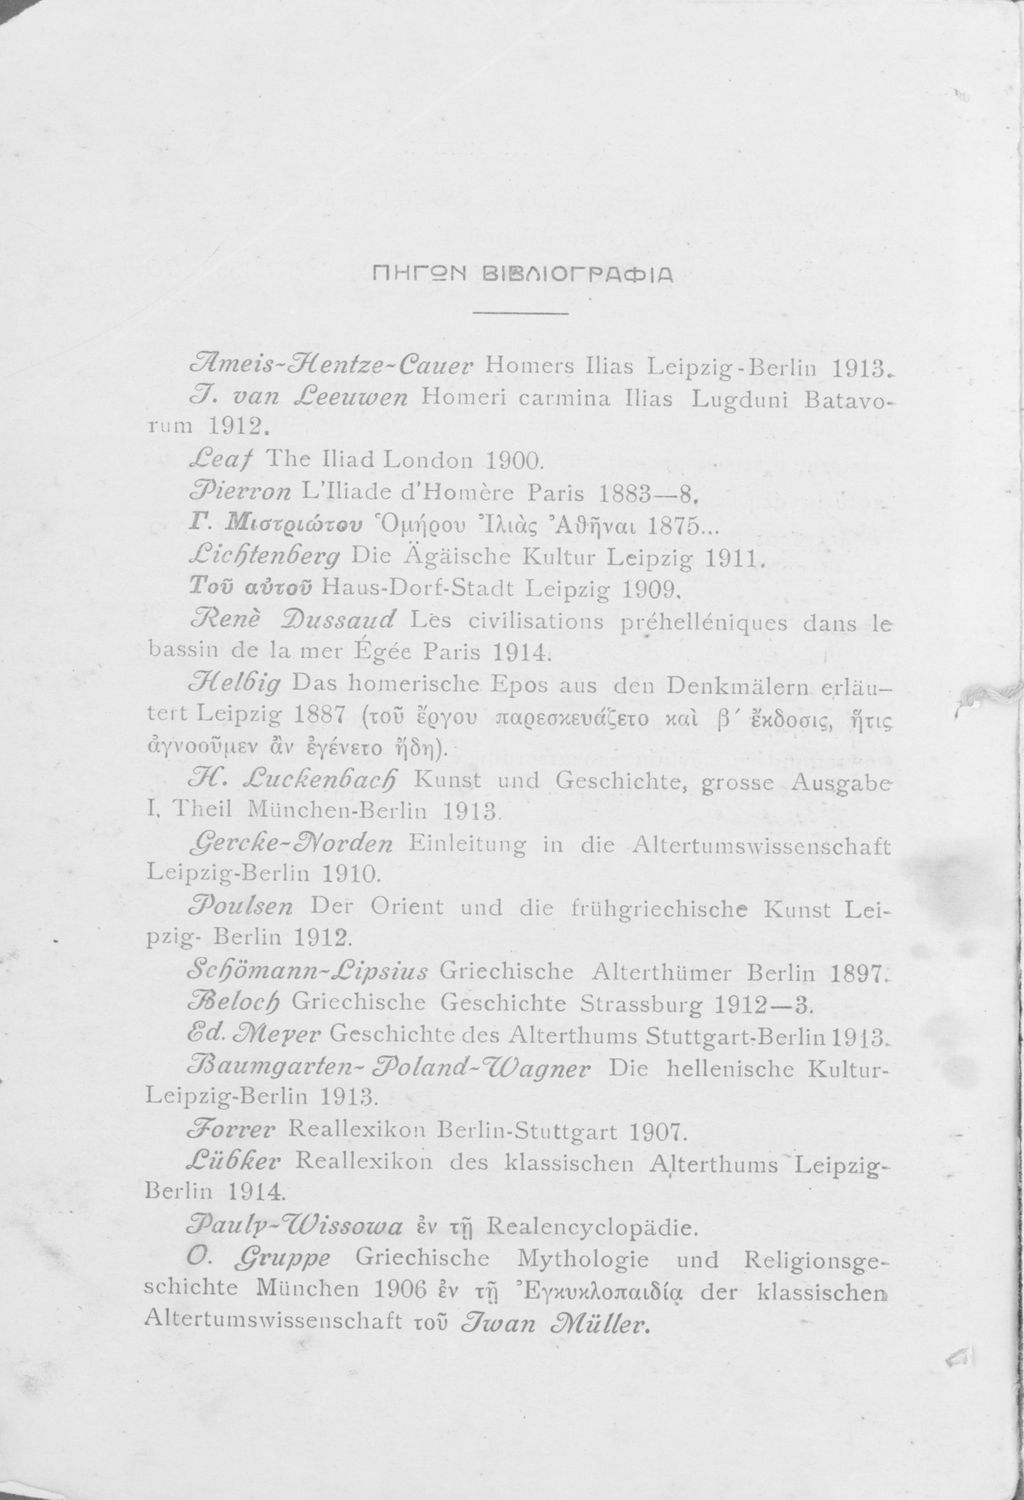 ΠΗΓΩΝ ΒΙΒΛΙΟΓΡΑΦΙΑ
Ameis-Hentze-Cauer Homers Ilias Leipzig-Berlin 1913.
J. van Leeuwen Homeri carmina Ilias Lugduni Batavo-
rum 1912.
Leaf The Iliad London 1900.
Pierron L'Iliade d'Homère Paris 1883—8.
Γ. Μιστριώτου Ὁμήρου Ἰλιὰς Ἀθῆναι 1875...
Lichtenberg Die Ägäische Kultur Leipzig 1911.
Τοῦ αὐτοῦ Haus-Dorf-Stadt Leipzig 1909.
Renè Dussaud Les civilisations préhelléniques dans le
bassin de la mer Égée Paris 1914.
Helbig Das homerische Epos aus den Denkmälern erläu-
tert Leipzig 1887 (τοῦ ἔργου παρεσκευάζετο καὶ β′ ἔκδοσις, ἥτις
ἀγνοοῦμεν ἂν ἐγένετο ἤδη).
H. Luckenbach Kunst und Geschichte, grosse Ausgabe
I, Theil München-Berlin 1913.
Gercke-Norden Einleitung in die Altertumswissenschaft
Leipzig-Berlin 1910.
Poulsen Der Orient und die frühgriechische Kunst Lei-
pzig- Berlin 1912.
Schömann-Lipsius Griechische Alterthümer Berlin 1897.
Beloch Griechische Geschichte Strassburg 1912—3.
Ed. Meyer Geschichte des Alterthums Stuttgart-Berlin 1913.
Baumgarten- Poland-Wagner Die hellenische Kultur-
Leipzig-Berlin 1913.
Forrer Reallexikon Berlin-Stuttgart 1907.
Lübker Reallexikon des klassischen Alterthums Leipzig-
Berlin 1914.
Pauly-Wissowa ἐν τῇ Realencyclopädie.
O. Gruppe Griechische Mythologie und Religionsge-
schichte München 1906 ἐν τῇ Ἐγκυκλοπαιδίᾳ der klassischen
Altertumswissenschaft τοῦ Iwan Müller.